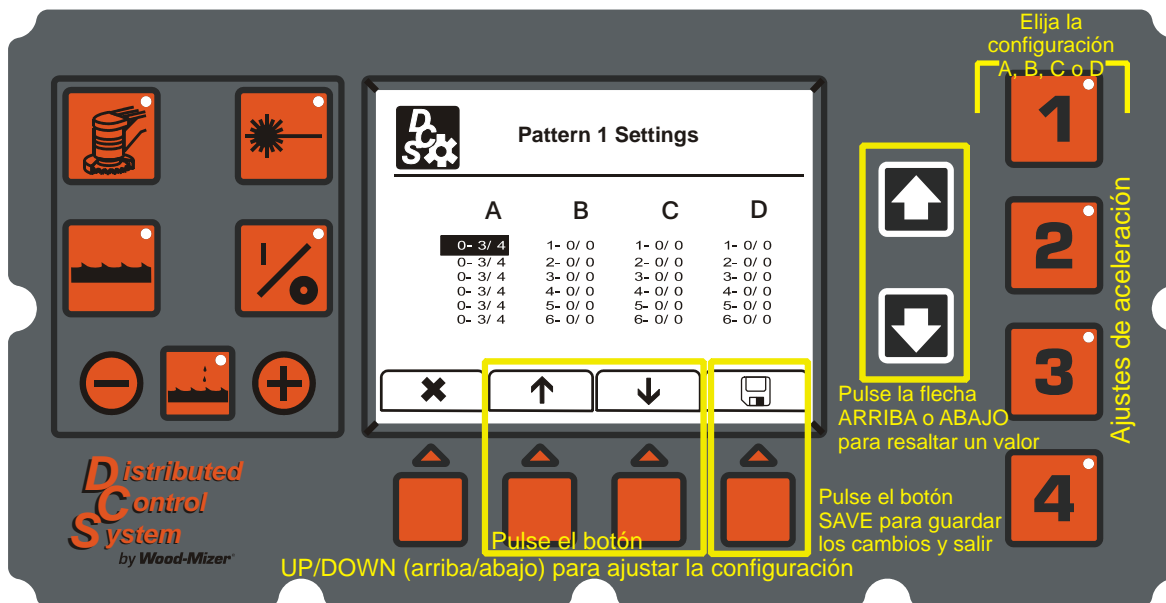 Elija la
configuración
A, B, C o D
1
Pattern 1 Settings
DCS
A B C D
0- 3/ 4 1- 0/ 0 1- 0/ 0 1- 0/ 0
0- 3/ 4 2- 0/ 0 2- 0/ 0 2- 0/ 0
0- 3/ 4 3- 0/ 0 3- 0/ 0 3- 0/ 0
0- 3/ 4 4- 0/ 0 4- 0/ 0 4- 0/ 0
0- 3/ 4 5- 0/ 0 5- 0/ 0 5- 0/ 0
0- 3/ 4 6- 0/ 0 6- 0/ 0 6- 0/ 0
2
3
Ajustes de aceleración
Pulse la flecha
ARRIBA o ABAJO
para resaltar un valor
4
Distributed
Control
System
by Wood-Mizer®
Pulse el botón
UP/DOWN (arriba/abajo) para ajustar la configuración
Pulse el botón
SAVE para guardar
los cambios y salir